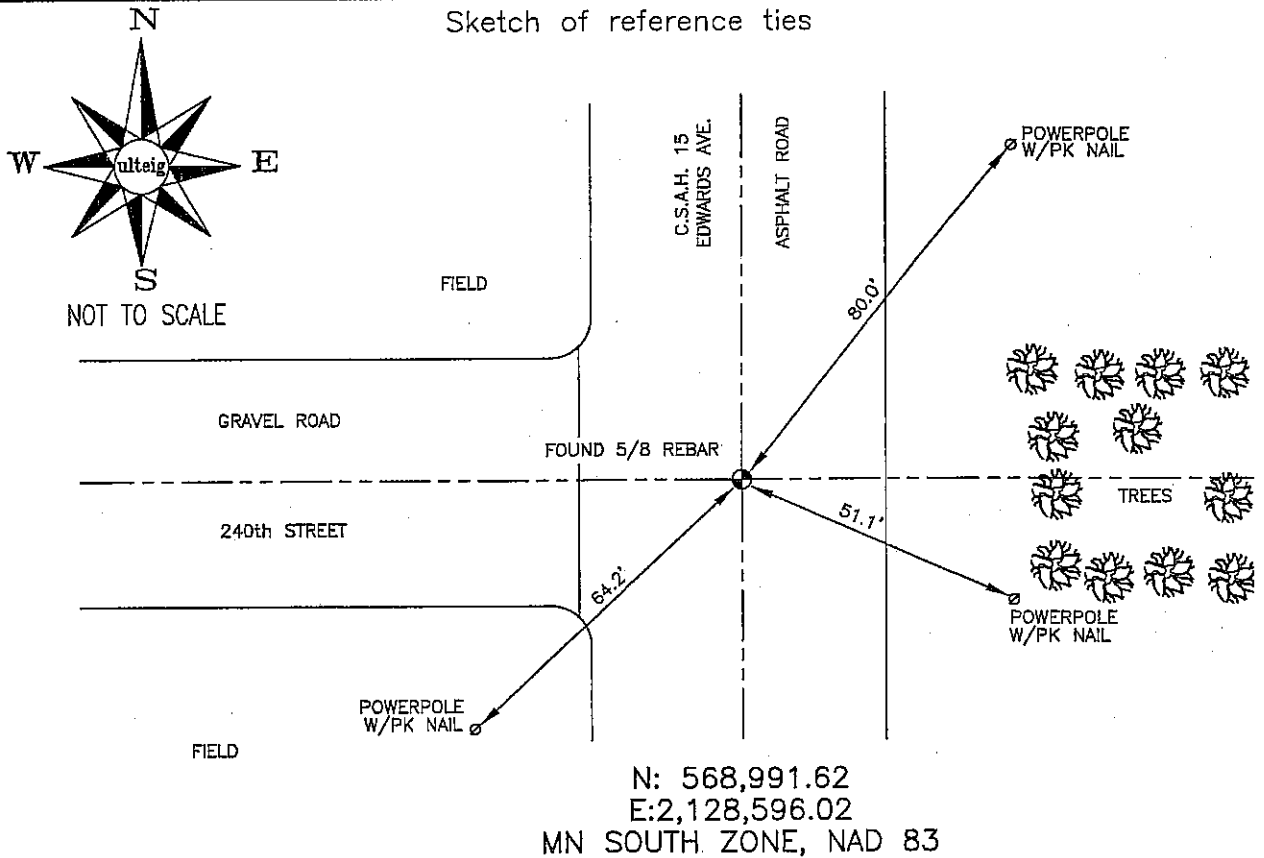 Sketch of reference ties
N
W
ulteig
E
S
NOT TO SCALE
FIELD
C.S.A.H. 15
EDWARDS AVE.
ASPHALT ROAD
POWERPOLE
W/PK NAIL
80.0'
GRAVEL ROAD
FOUND 5/8 REBAR
TREES
240th STREET
51.1'
64.2'
POWERPOLE
W/PK NAIL
POWERPOLE
W/PK NAIL
FIELD
N: 568,991.62
E:2,128,596.02
MN SOUTH ZONE, NAD 83